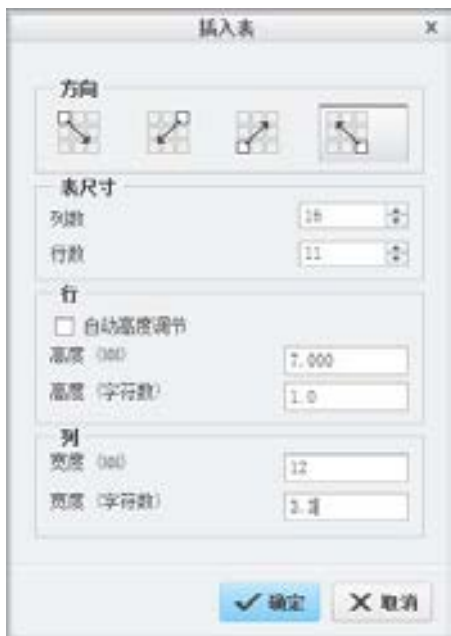 插入表
方向
表尺寸
列数 16
行数 11
行
自动高度调节
高度 7.000
高度 (字符数) 1.0
列
宽度 12
宽度 (字符数)
确定 取消